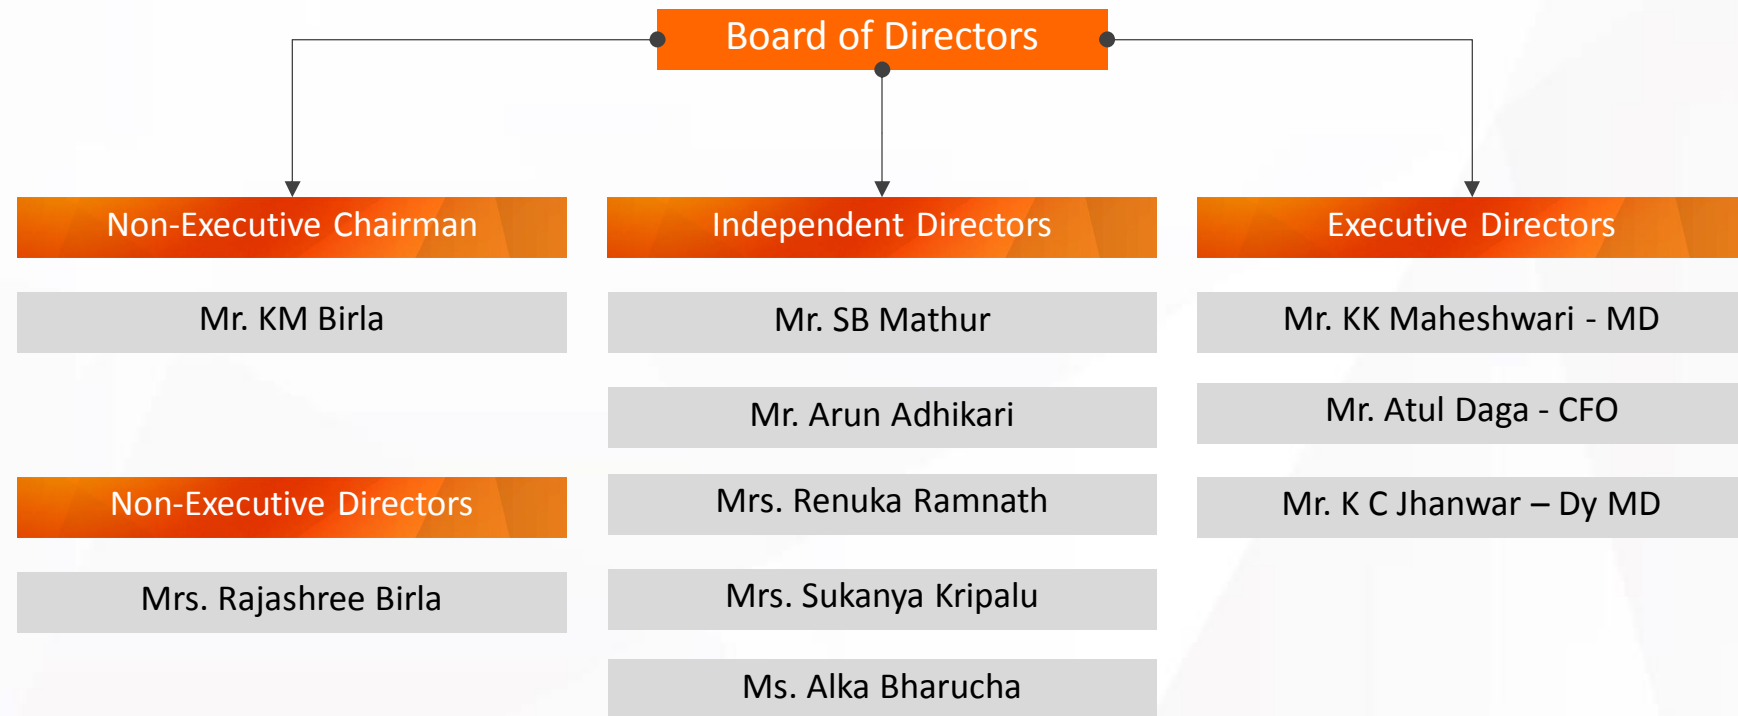 Board of Directors
Non-Executive Chairman
Mr. KM Birla
Non-Executive Directors
Mrs. Rajashree Birla
Independent Directors
Mr. SB Mathur
Mr. Arun Adhikari
Mrs. Renuka Ramnath
Mrs. Sukanya Kripalu
Ms. Alka Bharucha
Executive Directors
Mr. KK Maheshwari - MD
Mr. Atul Daga - CFO
Mr. K C Jhanwar – Dy MD